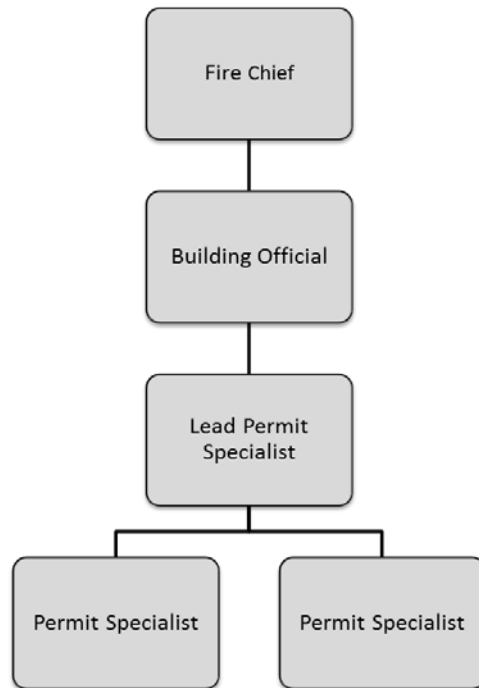 Fire Chief
Building Official
Lead Permit
Specialist
Permit Specialist
Permit Specialist